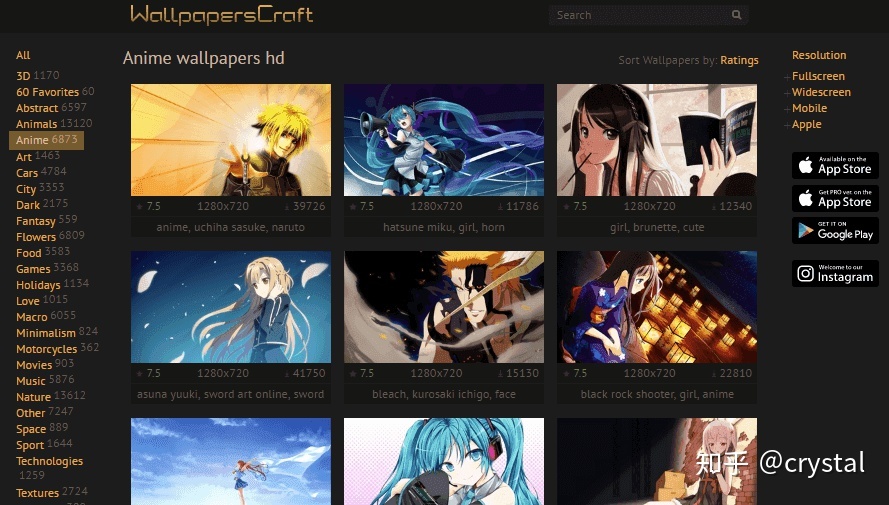 WallpapersCraft
Search
All
3D 1170
60 Favorites 60
Abstract 6597
Animals 13120
Anime 6873
Art 1463
Cars 4784
City 3353
Dark 2175
Fantasy 559
Flowers 6809
Food 3583
Games 3368
Holidays 1134
Love 1015
Macro 6055
Minimalism 824
Motorcycles 362
Movies 903
Music 5876
Nature 13612
Other 7247
Space 889
Sport 1644
Technologies
1259
Textures 2724
Anime wallpapers hd
Sort Wallpapers by: Ratings
7.5 1280x720 39726
anime, uchiha sasuke, naruto
7.5 1280x720 11786
hatsune miku, girl, horn
7.5 1280x720 12340
girl, brunette, cute
7.5 1280x720 41750
asuna yuuki, sword art online, sword
7.5 1280x720 15130
bleach, kurosaki ichigo, face
7.5 1280x720 22810
black rock shooter, girl, anime
Resolution
Fullscreen
Widescreen
Mobile
Apple
Available on the
App Store
Get PRO ver. on the
App Store
GET IT ON
Google Play
Welcome to our
Instagram
知乎 @crystal